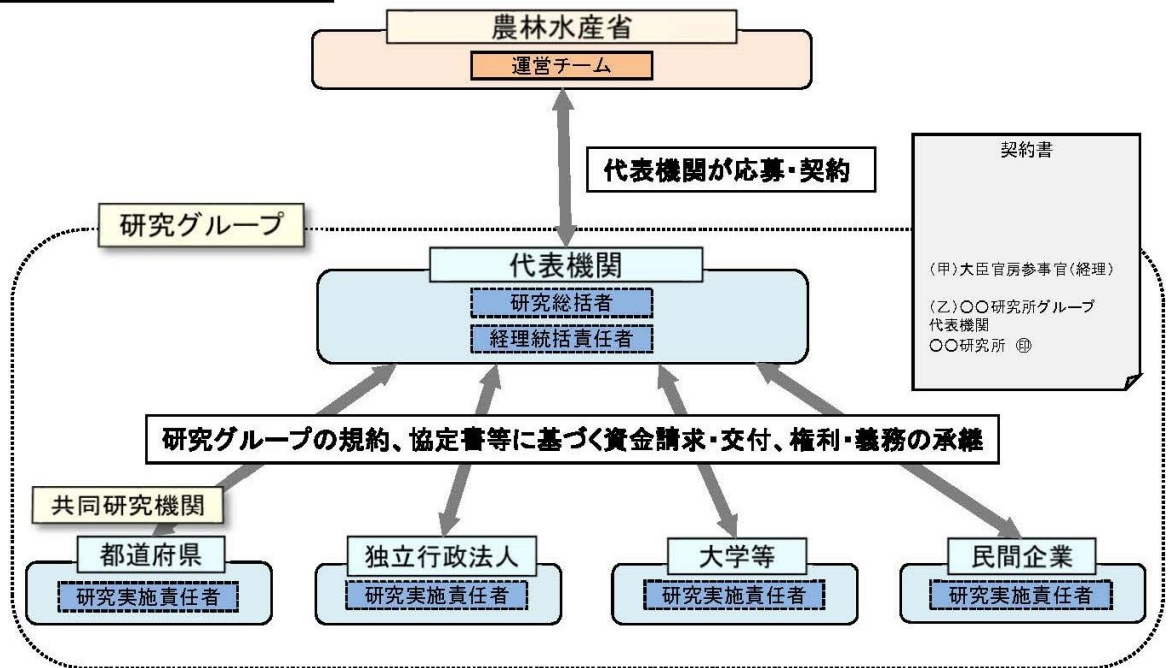 農林水産省
運営チーム
代表機関が応募・契約
契約書
(甲)大臣官房参事官(経理)
(乙)〇〇研究所グループ
代表機関
〇〇研究所 ㊞
研究グループ
代表機関
研究総括者
経理統括責任者
研究グループの規約、協定書等に基づく資金請求・交付、権利・義務の承継
共同研究機関
都道府県
研究実施責任者
独立行政法人
研究実施責任者
大学等
研究実施責任者
民間企業
研究実施責任者